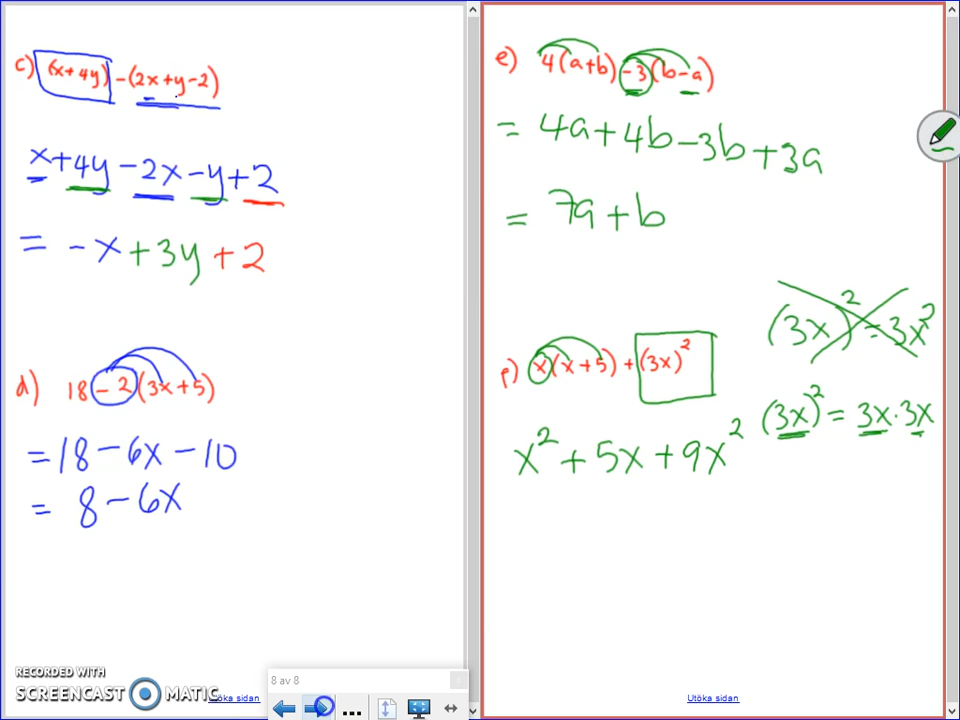 c) (x+4y) −(2x+y−2)
x+4y −2x −y+2
= −x +3y +2
d) 18 −2(3x+5)
=18−6x−10
= 8−6x
e) 4(a+b) −3(b−a)
= 4a+4b−3b+3a
= 7a+b
(3x)² = 3x²
f) x(x+5) + (3x)²
(3x)² = 3x·3x
x² + 5x + 9x²
RECORDED WITH
SCREENCAST MATIC
Utöka sidan
8 av 8
Utöka sidan